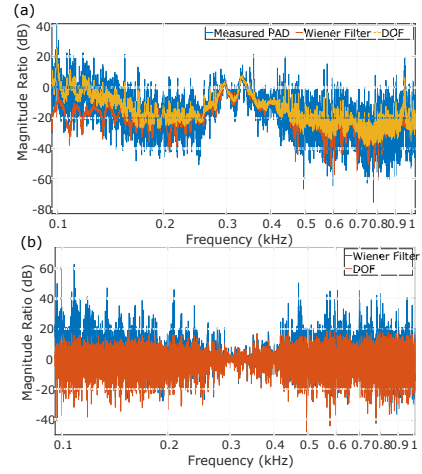 (a)
Measured PAD Wiener Filter DOF
Magnitude Ratio (dB)
40
20
0
-20
-40
-60
-80
0.1 0.2 0.3 0.4 0.5 0.6 0.7 0.8 0.9 1
Frequency (kHz)
(b)
Wiener Filter
DOF
Magnitude Ratio (dB)
60
40
20
0
-20
-40
0.1 0.2 0.3 0.4 0.5 0.6 0.7 0.8 0.9 1
Frequency (kHz)